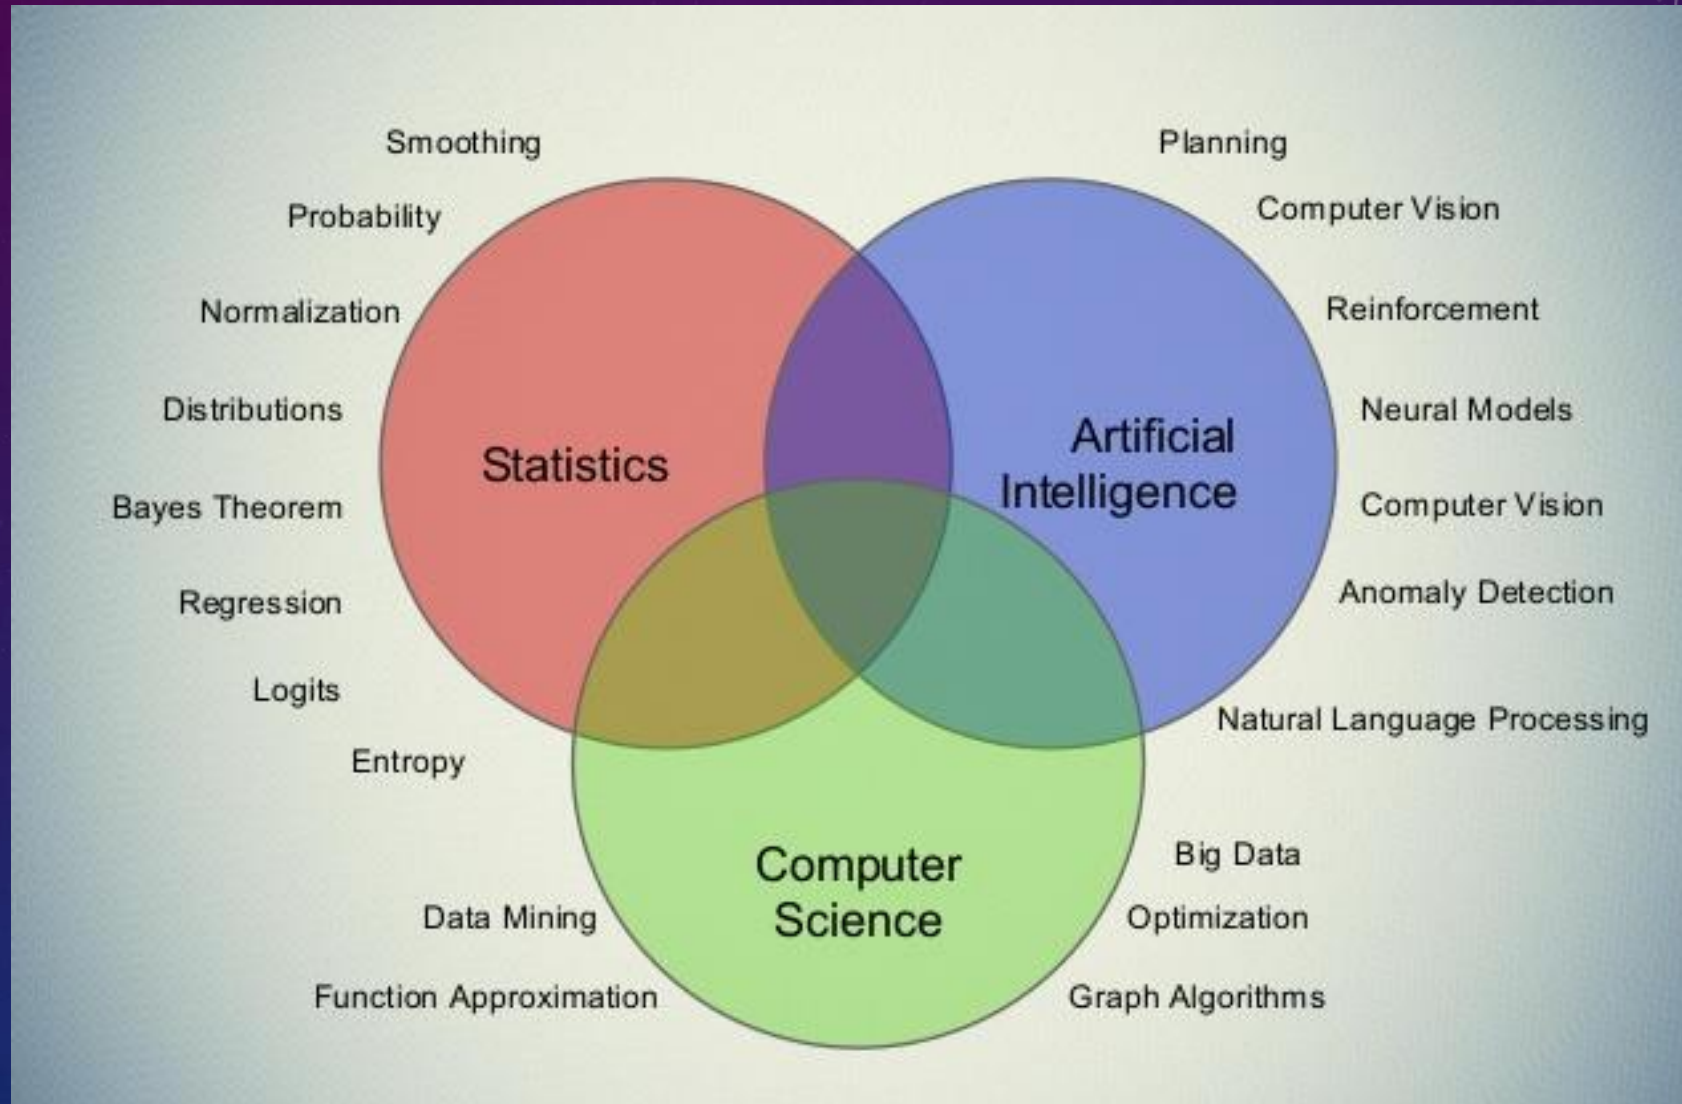 Smoothing
Probability
Normalization
Distributions
Bayes Theorem
Regression
Logits
Entropy
Statistics
Planning
Computer Vision
Reinforcement
Neural Models
Computer Vision
Anomaly Detection
Natural Language Processing
Artificial
Intelligence
Computer
Science
Data Mining
Function Approximation
Big Data
Optimization
Graph Algorithms